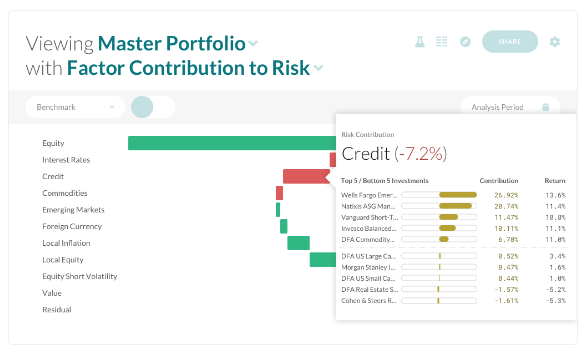 Viewing Master Portfolio
with Factor Contribution to Risk
SHARE
Benchmark
Analysis Period
Equity
Interest Rates
Credit
Commodities
Emerging Markets
Foreign Currency
Local Inflation
Local Equity
Equity Short Volatility
Value
Residual
Risk Contribution
Credit (-7.2%)
Top 5 / Bottom 5 Investments Contribution Return
Wells Fargo Emer... 26.92% 13.6%
Natixis ASG Man... 20.74% 11.4%
Vanguard Short-T... 11.47% 10.8%
Invesco Balanced... 10.11% 11.1%
DFA Commodity... 6.70% 11.0%
DFA US Large Ca... 0.52% 3.4%
Morgan Stanley I... 0.47% 1.6%
DFA US Small Ca... 0.44% 1.0%
DFA Real Estate S... -1.57% -5.2%
Cohen & Steers R... -1.61% -5.3%